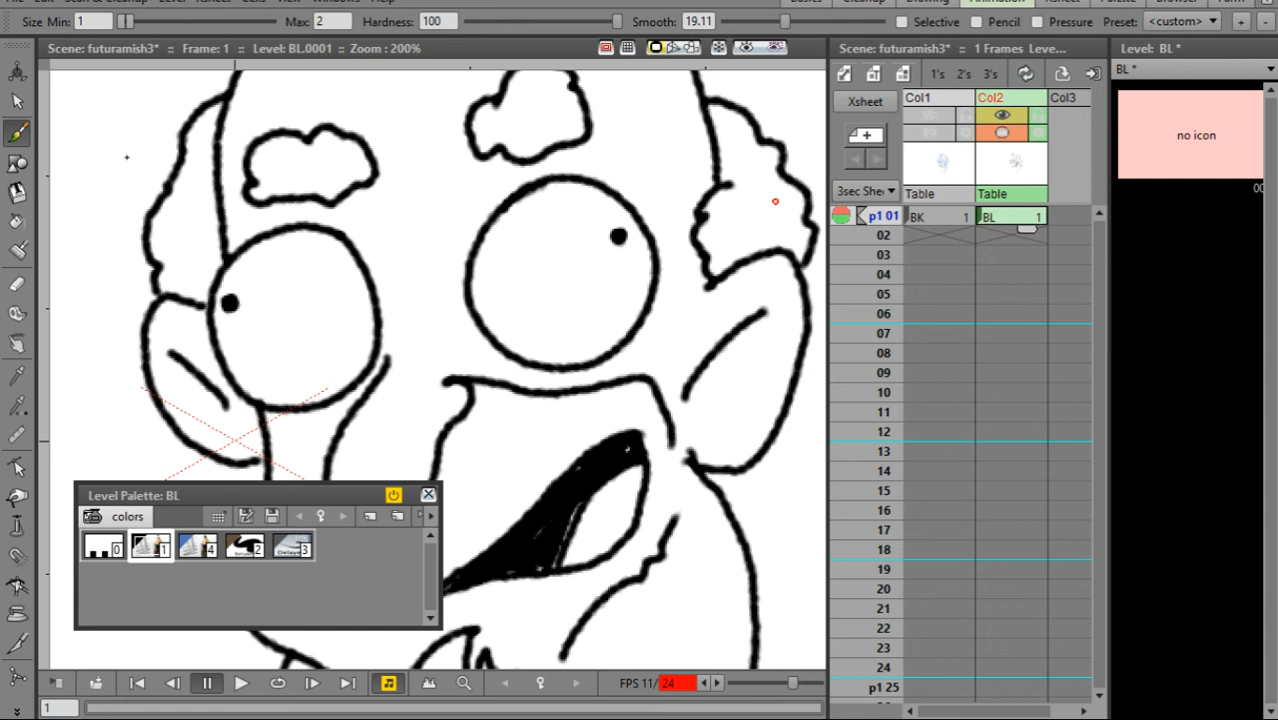 Size Min: 1 Max: 2 Hardness: 100 Smooth: 19.11 Selective Pencil Pressure Preset: <custom> + -
Scene: futuramish3* :: Frame: 1 :: Level: BL.0001 :: Zoom : 200%
Scene: futuramish3* :: 1 Frames Leve...
Level: BL *
1's 2's 3's
BL *
Xsheet
Col1 Col2 Col3
no icon
+
00
3sec She
Table Table
p1 01 BK 1 BL 1
02
03
04
05
06
07
08
09
10
11
12
13
14
15
16
17
18
19
20
21
22
23
24
p1 25
Level Palette: BL
colors
0 1 4 2 3
FPS 11/ 24
1